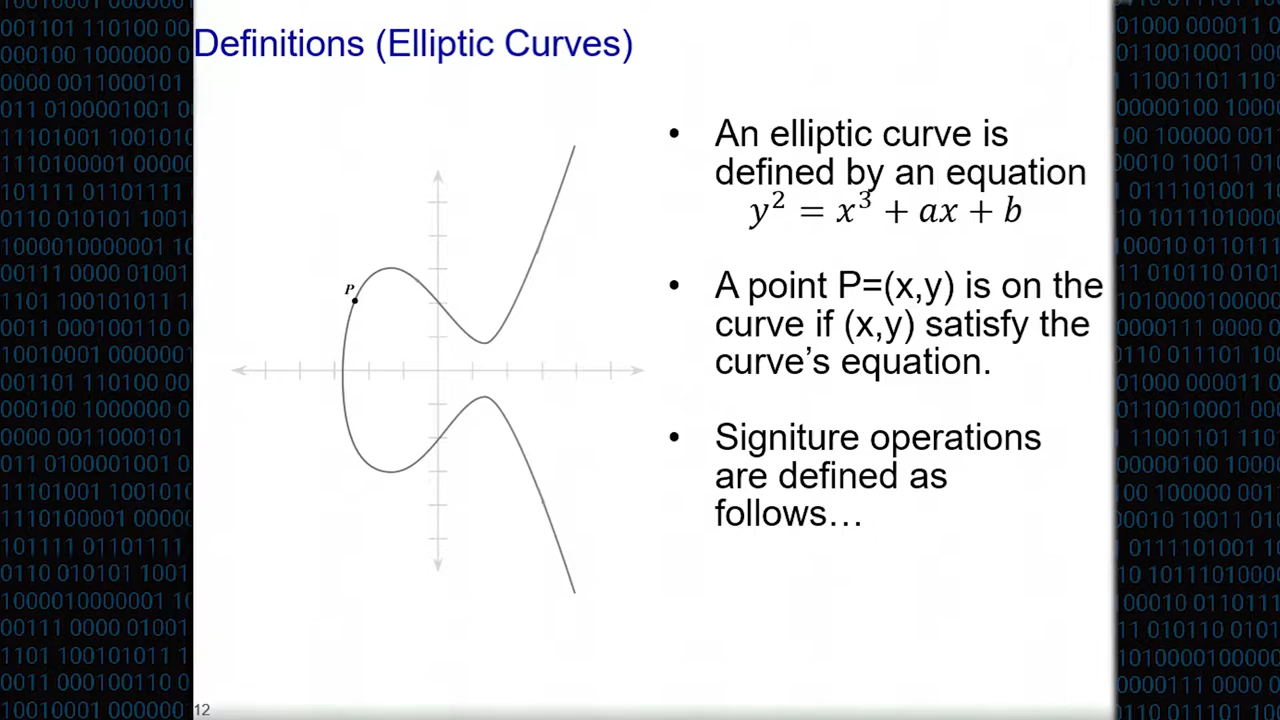 Definitions (Elliptic Curves)
• An elliptic curve is
defined by an equation
y² = x³ + ax + b
• A point P=(x,y) is on the
curve if (x,y) satisfy the
curve’s equation.
• Signiture operations
are defined as
follows…
P
12